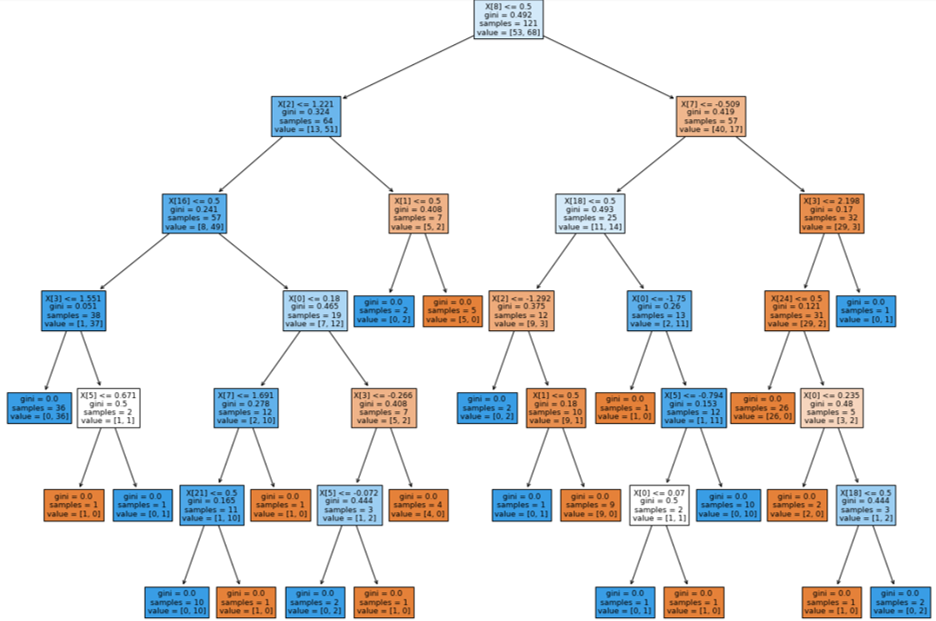 X[8] <= 0.5
gini = 0.492
samples = 121
value = [53, 68]
X[2] <= 1.221
gini = 0.324
samples = 64
value = [13, 51]
X[7] <= -0.509
gini = 0.419
samples = 57
value = [40, 17]
X[16] <= 0.5
gini = 0.241
samples = 57
value = [8, 49]
X[1] <= 0.5
gini = 0.408
samples = 7
value = [5, 2]
X[18] <= 0.5
gini = 0.493
samples = 25
value = [11, 14]
X[3] <= 2.198
gini = 0.17
samples = 32
value = [29, 3]
X[3] <= 1.551
gini = 0.051
samples = 38
value = [1, 37]
X[0] <= 0.18
gini = 0.465
samples = 19
value = [7, 12]
gini = 0.0
samples = 2
value = [0, 2]
gini = 0.0
samples = 5
value = [5, 0]
X[2] <= -1.292
gini = 0.375
samples = 12
value = [9, 3]
X[0] <= -1.75
gini = 0.26
samples = 13
value = [2, 11]
X[24] <= 0.5
gini = 0.121
samples = 31
value = [29, 2]
gini = 0.0
samples = 1
value = [0, 1]
gini = 0.0
samples = 36
value = [0, 36]
X[5] <= 0.671
gini = 0.5
samples = 2
value = [1, 1]
X[7] <= 1.691
gini = 0.278
samples = 12
value = [2, 10]
X[3] <= -0.266
gini = 0.408
samples = 7
value = [5, 2]
gini = 0.0
samples = 2
value = [0, 2]
X[1] <= 0.5
gini = 0.18
samples = 10
value = [9, 1]
gini = 0.0
samples = 1
value = [1, 0]
X[5] <= -0.794
gini = 0.153
samples = 12
value = [1, 11]
gini = 0.0
samples = 26
value = [26, 0]
X[0] <= 0.235
gini = 0.48
samples = 5
value = [3, 2]
gini = 0.0
samples = 1
value = [1, 0]
gini = 0.0
samples = 1
value = [0, 1]
X[21] <= 0.5
gini = 0.165
samples = 11
value = [1, 10]
gini = 0.0
samples = 1
value = [1, 0]
X[5] <= -0.072
gini = 0.444
samples = 3
value = [1, 2]
gini = 0.0
samples = 4
value = [4, 0]
gini = 0.0
samples = 1
value = [0, 1]
gini = 0.0
samples = 9
value = [9, 0]
X[0] <= 0.07
gini = 0.5
samples = 2
value = [1, 1]
gini = 0.0
samples = 10
value = [0, 10]
gini = 0.0
samples = 2
value = [2, 0]
X[18] <= 0.5
gini = 0.444
samples = 3
value = [1, 2]
gini = 0.0
samples = 10
value = [0, 10]
gini = 0.0
samples = 1
value = [1, 0]
gini = 0.0
samples = 2
value = [0, 2]
gini = 0.0
samples = 1
value = [1, 0]
gini = 0.0
samples = 1
value = [0, 1]
gini = 0.0
samples = 1
value = [1, 0]
gini = 0.0
samples = 1
value = [1, 0]
gini = 0.0
samples = 2
value = [0, 2]